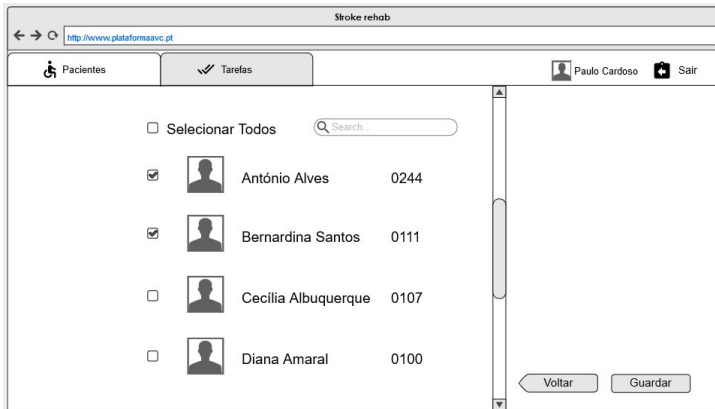 Stroke rehab
http://www.plataformaavc.pt
Pacientes
Tarefas
Paulo Cardoso
Sair
Selecionar Todos
Search...
António Alves 0244
Bernardina Santos 0111
Cecília Albuquerque 0107
Diana Amaral 0100
Voltar
Guardar